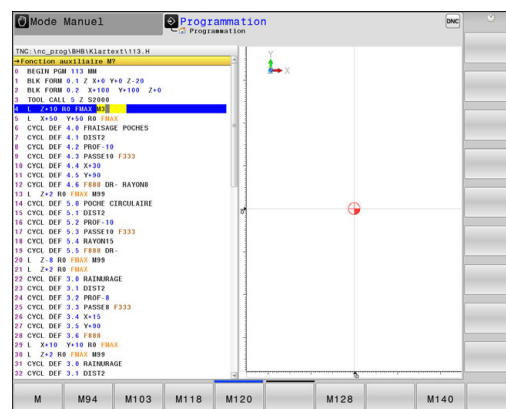 Mode Manuel
Programmation
Programmation
DNC
TNC:\nc_prog\BHB\Klartext\113.H
→Fonction auxiliaire M?
0 BEGIN PGM 113 MM
1 BLK FORM 0.1 Z X+0 Y+0 Z-20
2 BLK FORM 0.2 X+100 Y+100 Z+0
3 TOOL CALL 5 Z S2000
4 L Z+10 R0 FMAX M3
5 L X+50 Y+50 R0 FMAX
6 CYCL DEF 4.0 FRAISAGE POCHES
7 CYCL DEF 4.1 DIST2
8 CYCL DEF 4.2 PROF-10
9 CYCL DEF 4.3 PASSE10 F333
10 CYCL DEF 4.4 X+30
11 CYCL DEF 4.5 Y+90
12 CYCL DEF 4.6 F888 DR- RAYON8
13 L Z+2 R0 FMAX M99
14 CYCL DEF 5.0 POCHE CIRCULAIRE
15 CYCL DEF 5.1 DIST2
16 CYCL DEF 5.2 PROF-10
17 CYCL DEF 5.3 PASSE10 F333
18 CYCL DEF 5.4 RAYON15
19 CYCL DEF 5.5 F888 DR-
20 L Z-8 R0 FMAX M99
21 L Z+2 R0 FMAX
22 CYCL DEF 3.0 RAINURAGE
23 CYCL DEF 3.1 DIST2
24 CYCL DEF 3.2 PROF-8
25 CYCL DEF 3.3 PASSE8 F333
26 CYCL DEF 3.4 X+15
27 CYCL DEF 3.5 Y+90
28 CYCL DEF 3.6 F888
29 L X+10 Y+10 R0 FMAX
30 L Z+2 R0 FMAX M99
31 CYCL DEF 3.0 RAINURAGE
32 CYCL DEF 3.1 DIST2
Y
X
M M94 M103 M118 M120 M128 M140